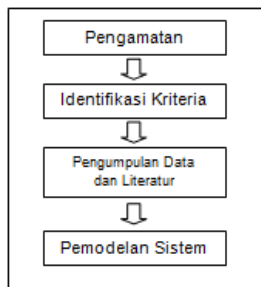 Pengamatan
Identifikasi Kriteria
Pengumpulan Data
dan Literatur
Pemodelan Sistem